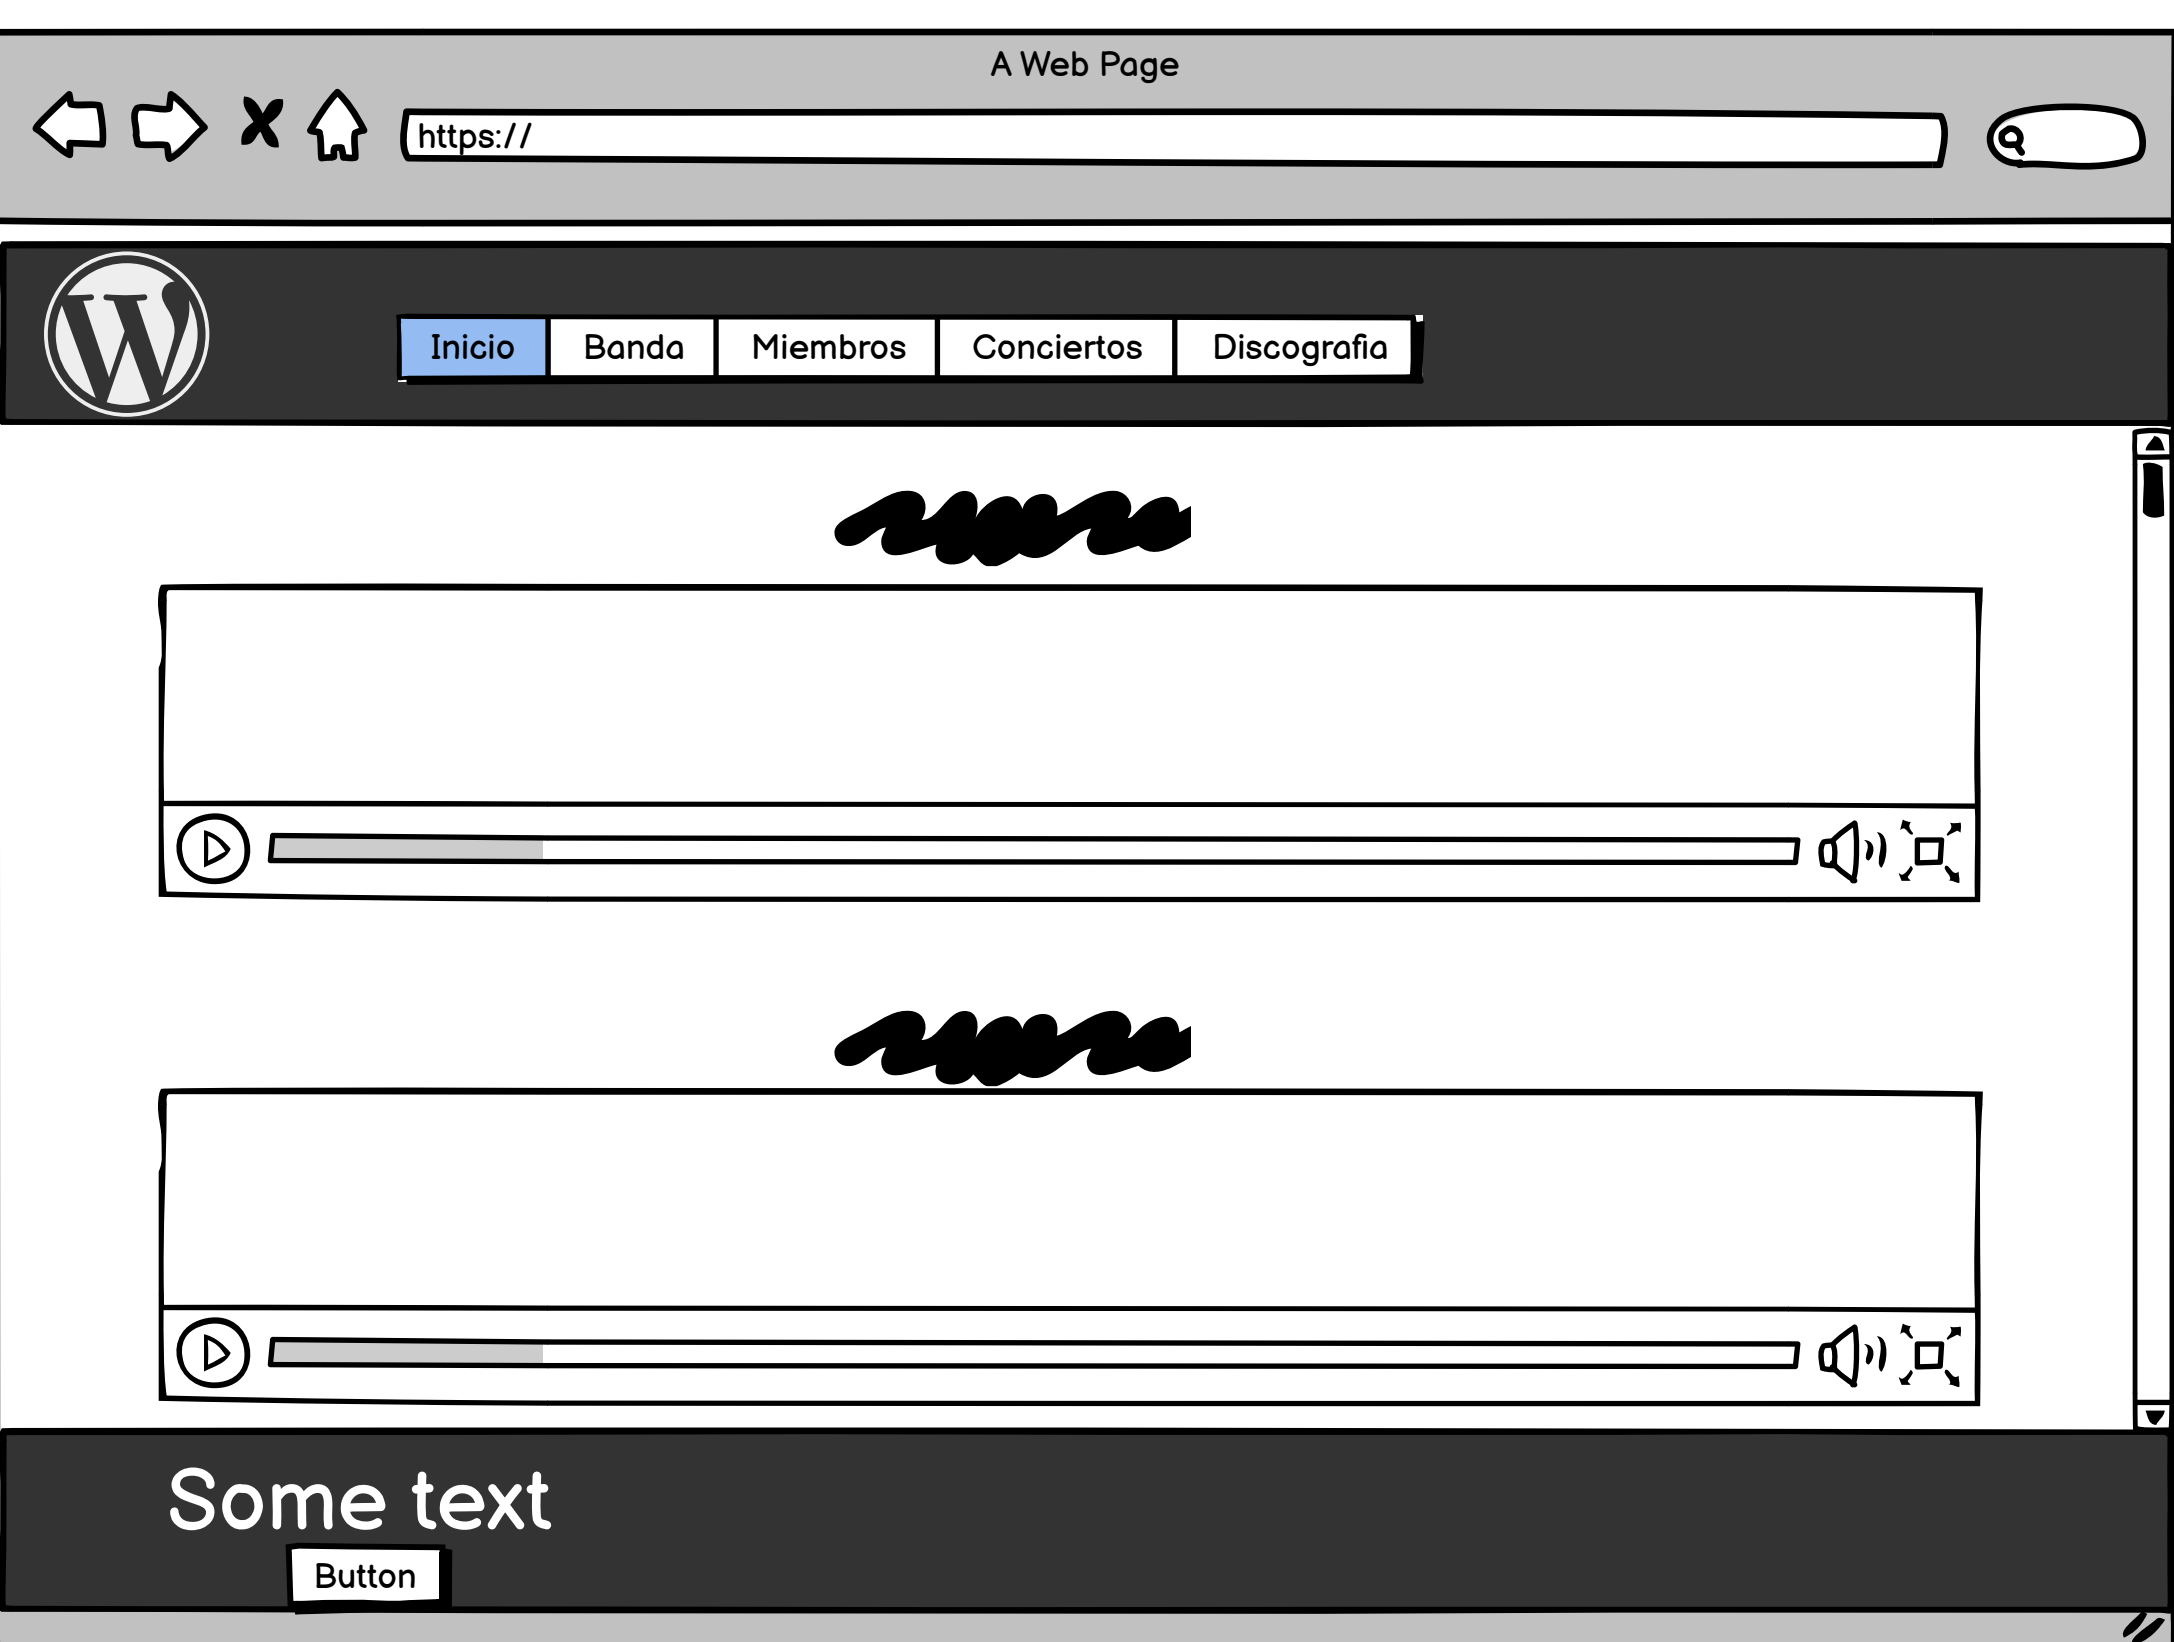 A Web Page
https://
Inicio Banda Miembros Conciertos Discografia
Some text
Button